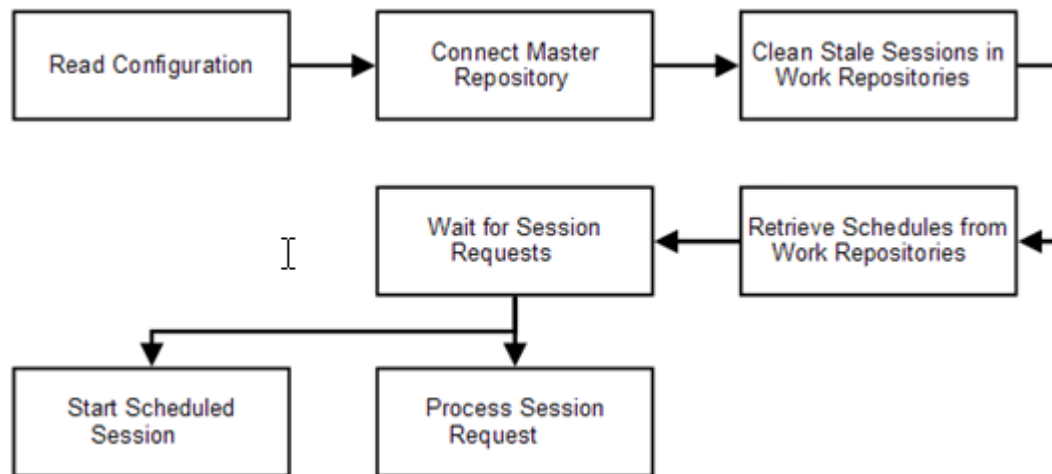 Read Configuration
Connect Master
Repository
Clean Stale Sessions in
Work Repositories
Wait for Session
Requests
Retrieve Schedules from
Work Repositories
Start Scheduled
Session
Process Session
Request